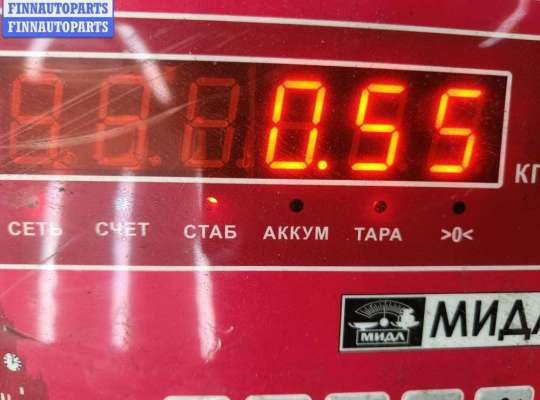 FINNAUTOPARTS
FINNAUTOPARTS
0.55
КГ
СЕТЬ СЧЕТ СТАБ АККУМ ТАРА >0<
МИДЛ МИДЛ